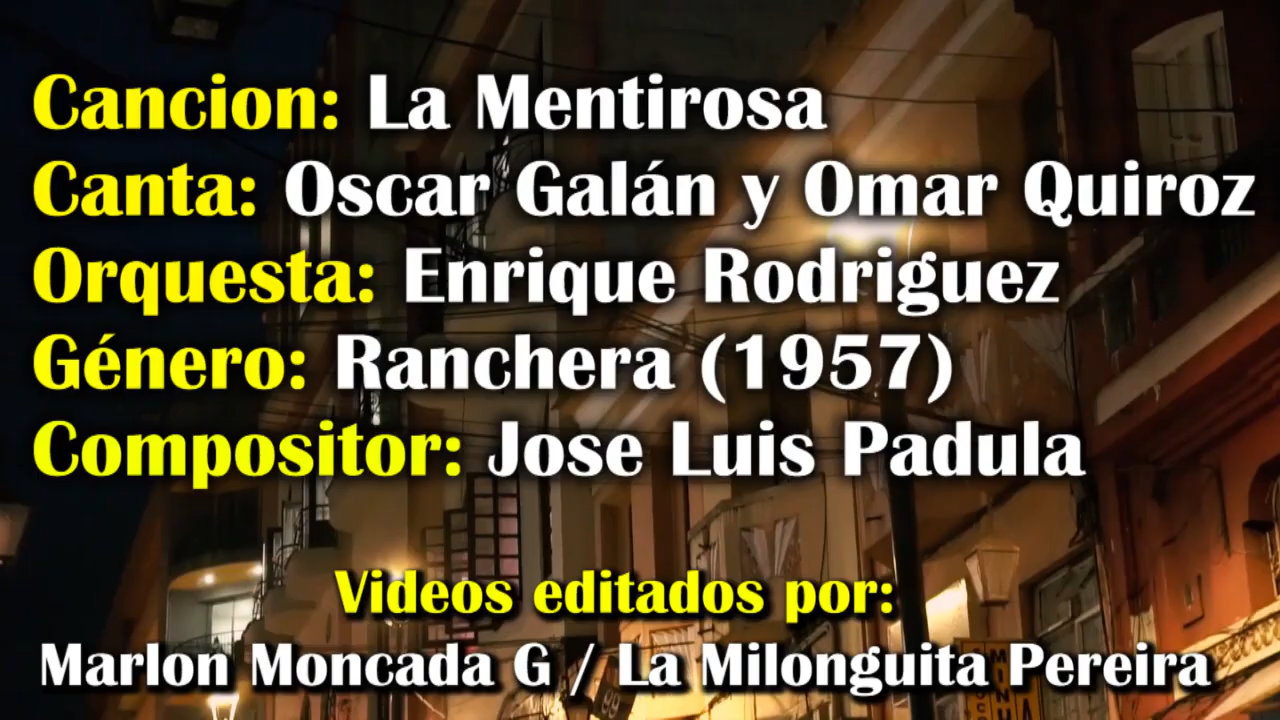 Cancion: La Mentirosa
Canta: Oscar Galán y Omar Quiroz
Orquesta: Enrique Rodriguez
Género: Ranchera (1957)
Compositor: Jose Luis Padula
Videos editados por:
Marlon Moncada G / La Milonguita Pereira